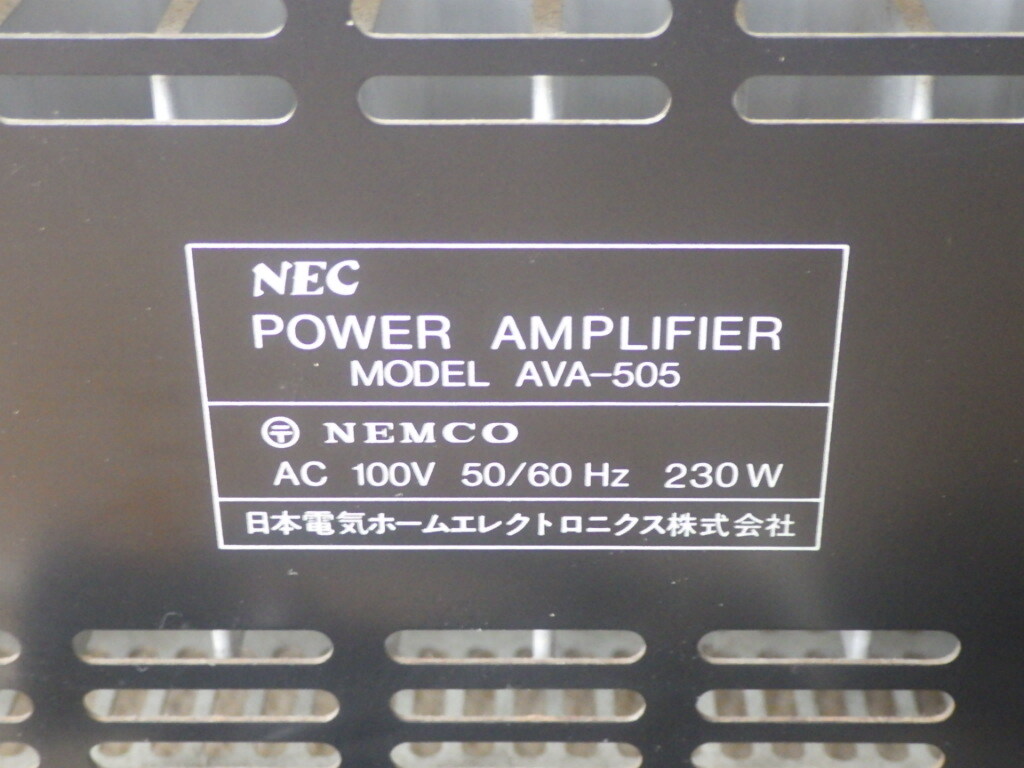 NEC
POWER AMPLIFIER
MODEL AVA-505
〶 NEMCO
AC 100V 50/60 Hz 230 W
日本電気ホームエレクトロニクス株式会社